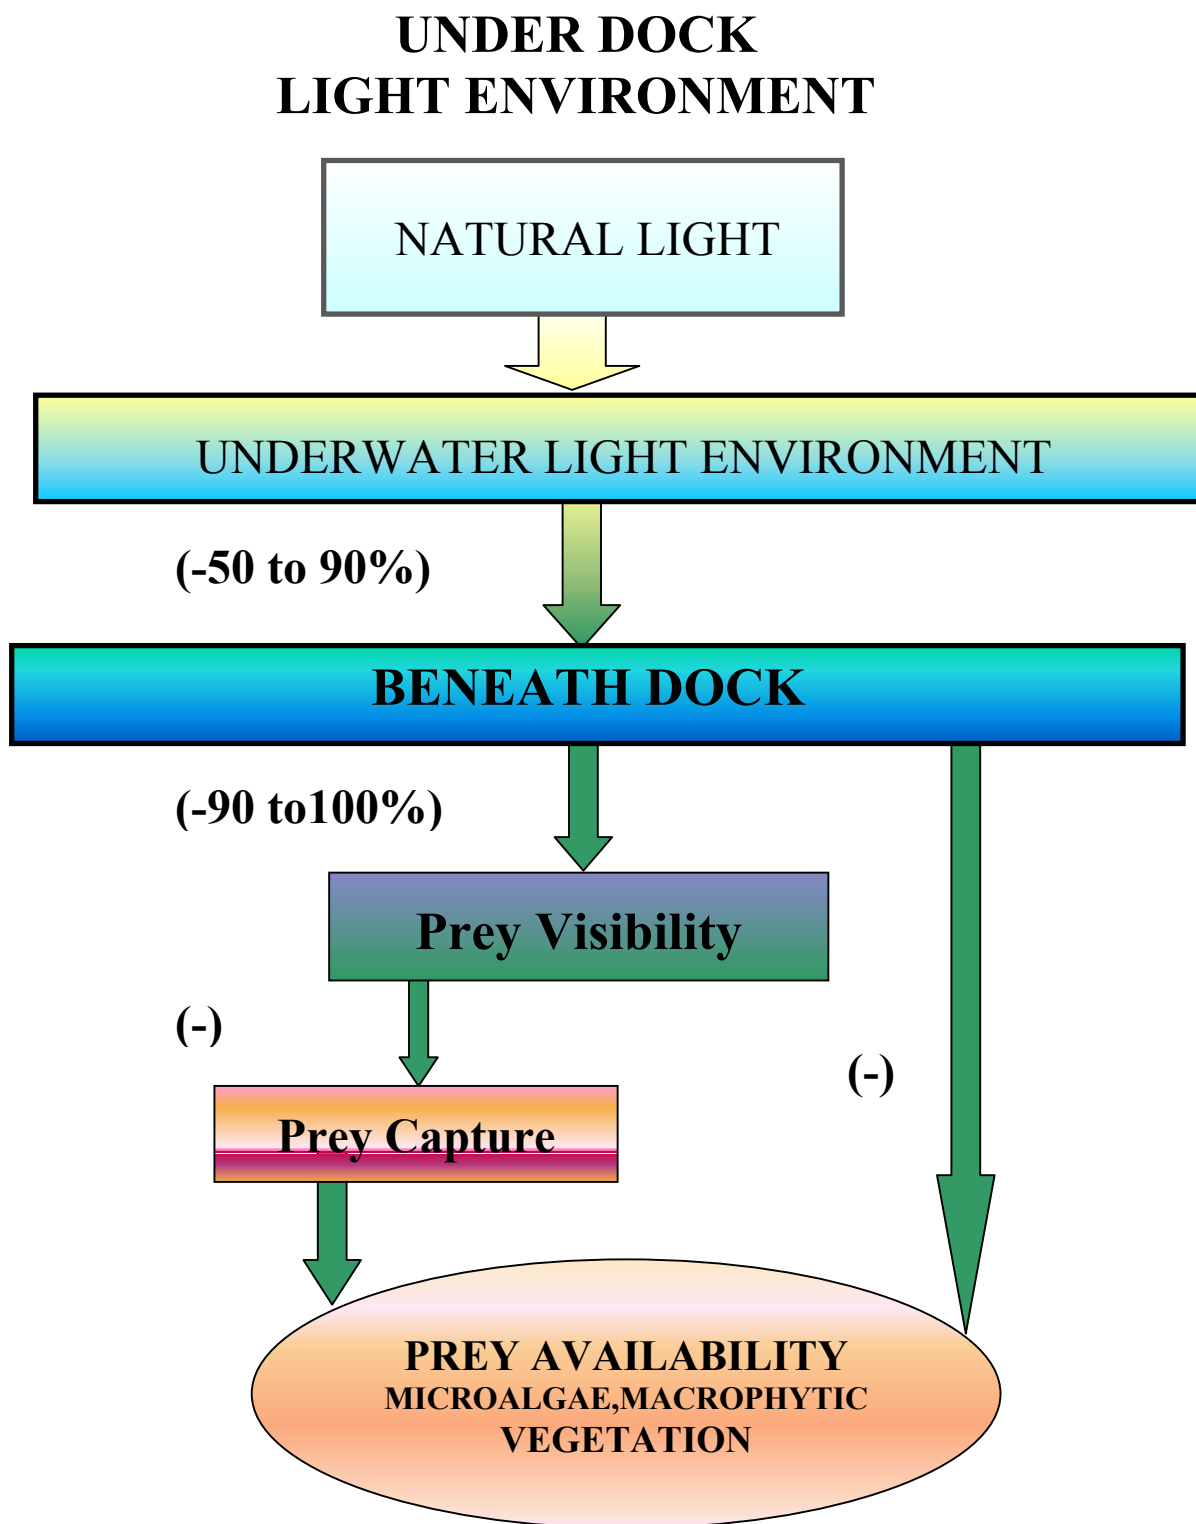 UNDER DOCK
LIGHT ENVIRONMENT
NATURAL LIGHT
UNDERWATER LIGHT ENVIRONMENT
(-50 to 90%)
BENEATH DOCK
(-90 to100%)
Prey Visibility
(-)
(-)
Prey Capture
PREY AVAILABILITY
MICROALGAE,MACROPHYTIC
VEGETATION